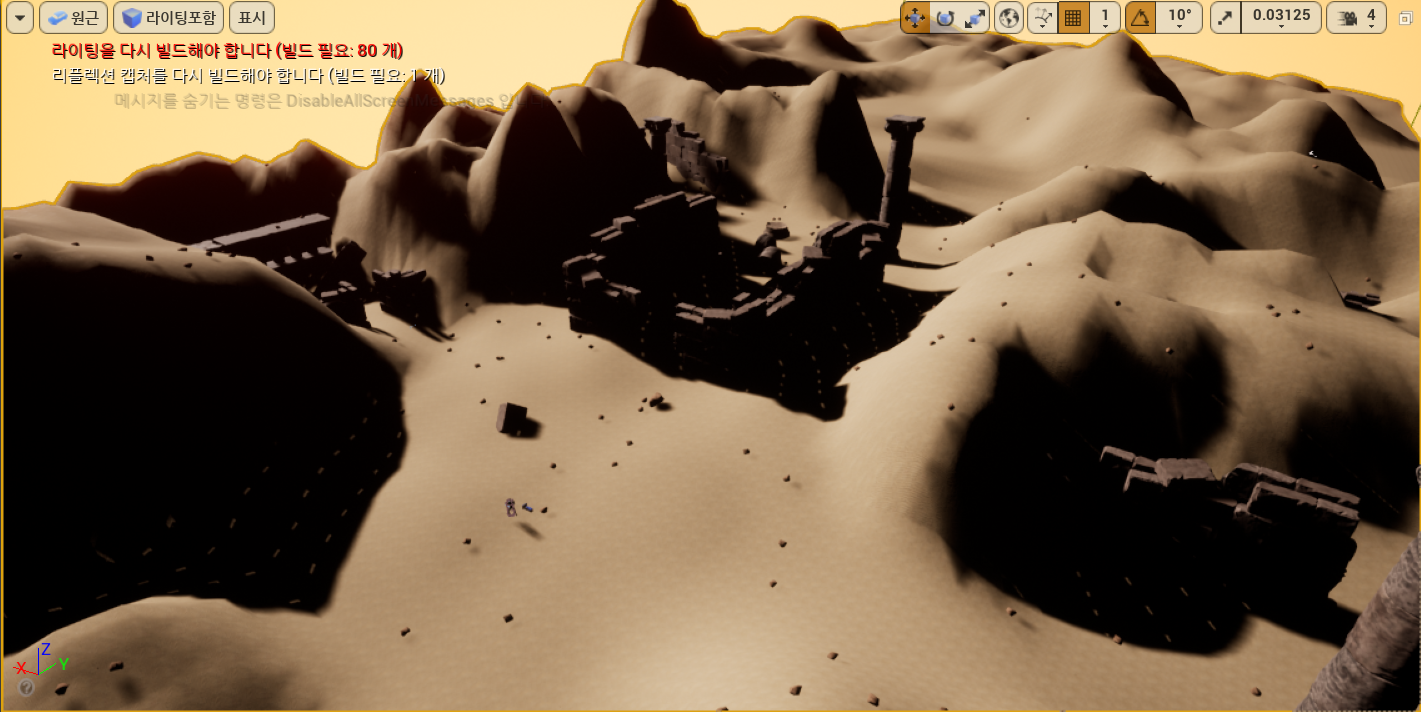 원근 라이팅포함 표시 1 10° 0.03125 4
라이팅을 다시 빌드해야 합니다 (빌드 필요: 80 개)
리플렉션 캡처를 다시 빌드해야 합니다 (빌드 필요: 1 개)
메시지를 숨기는 명령은 DisableAllScreenMessages
Z
X Y
?